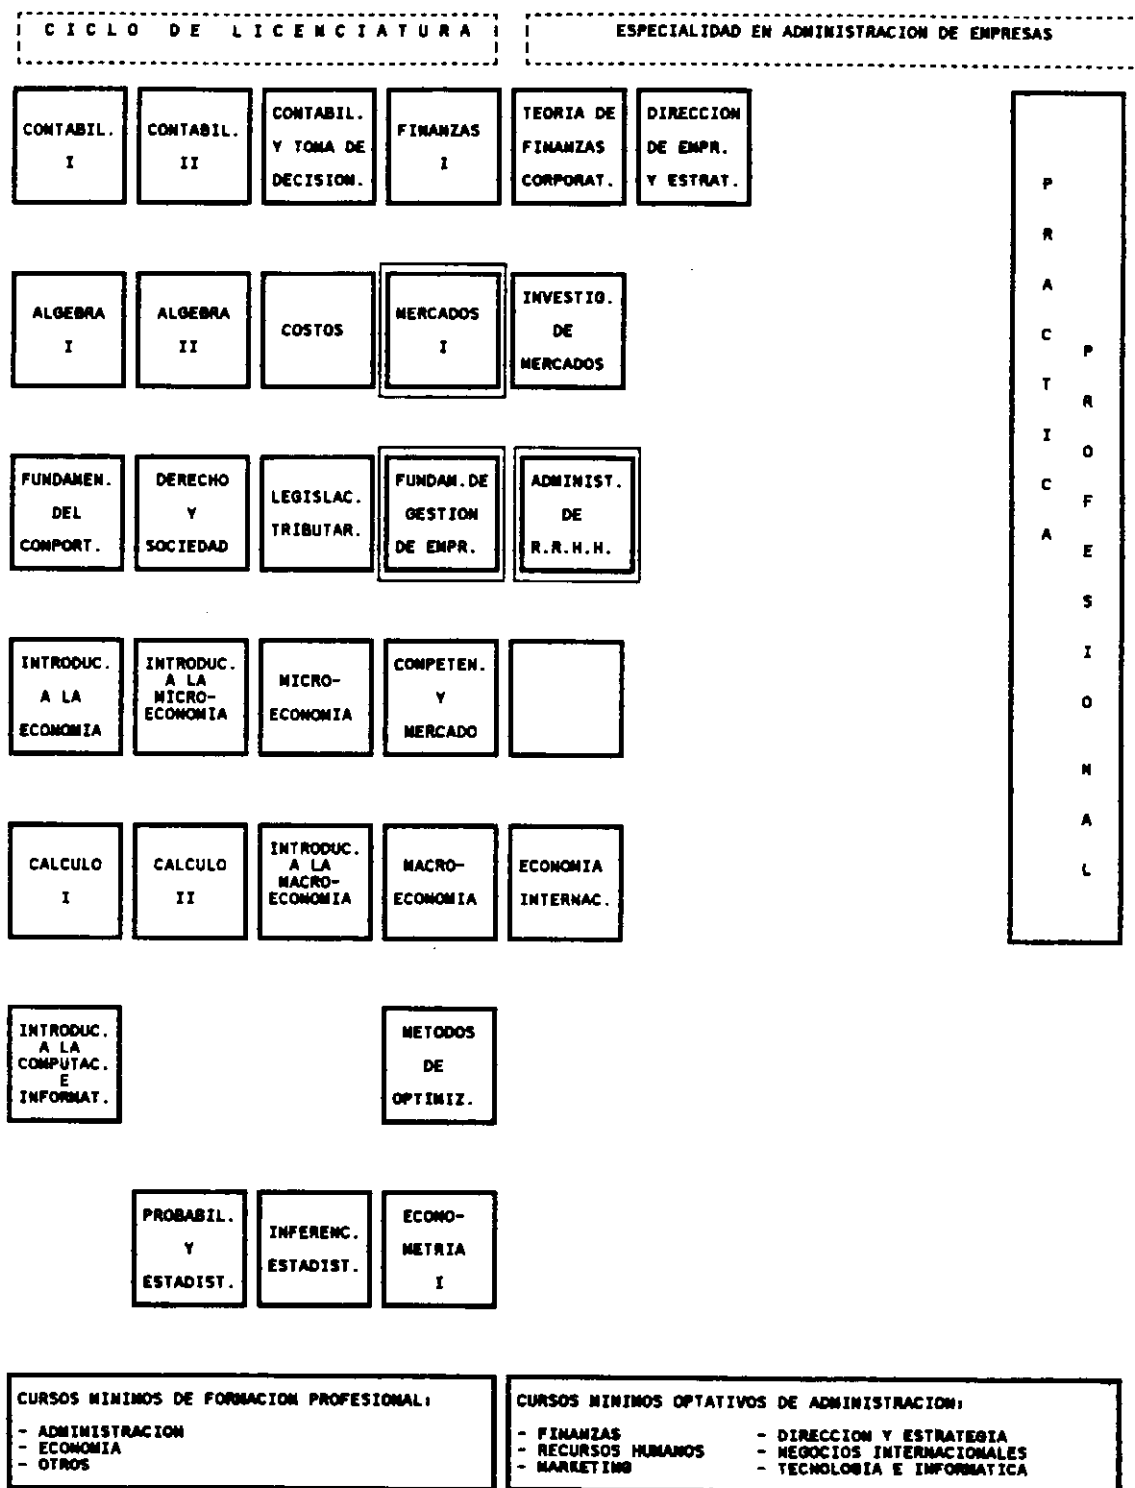 CICLO DE LICENCIATURA
ESPECIALIDAD EN ADMINISTRACION DE EMPRESAS
CONTABIL.
I
CONTABIL.
II
CONTABIL.
Y TOMA DE
DECISION.
FINANZAS
I
TEORIA DE
FINANZAS
CORPORAT.
DIRECCION
DE EMPR.
Y ESTRAT.
PRACTICA
PROFESIONAL
ALGEBRA
I
ALGEBRA
II
COSTOS
MERCADOS
I
INVESTIG.
DE
MERCADOS
FUNDAMEN.
DEL
COMPORT.
DERECHO
Y
SOCIEDAD
LEGISLAC.
TRIBUTAR.
FUNDAM.DE
GESTION
DE EMPR.
ADMINIST.
DE
R.R.H.H.
INTRODUC.
A LA
ECONOMIA
INTRODUC.
A LA
MICRO-
ECONOMIA
MICRO-
ECONOMIA
COMPETEN.
Y
MERCADO
CALCULO
I
CALCULO
II
INTRODUC.
A LA
MACRO-
ECONOMIA
MACRO-
ECONOMIA
ECONOMIA
INTERNAC.
INTRODUC.
A LA
COMPUTAC.
E
INFORMAT.
METODOS
DE
OPTIMIZ.
PROBABIL.
Y
ESTADIST.
INFERENC.
ESTADIST.
ECONO-
METRIA
I
CURSOS MINIMOS DE FORMACION PROFESIONAL:
- ADMINISTRACION
- ECONOMIA
- OTROS
CURSOS MINIMOS OPTATIVOS DE ADMINISTRACION:
- FINANZAS
- RECURSOS HUMANOS
- MARKETING
- DIRECCION Y ESTRATEGIA
- NEGOCIOS INTERNACIONALES
- TECNOLOGIA E INFORMATICA